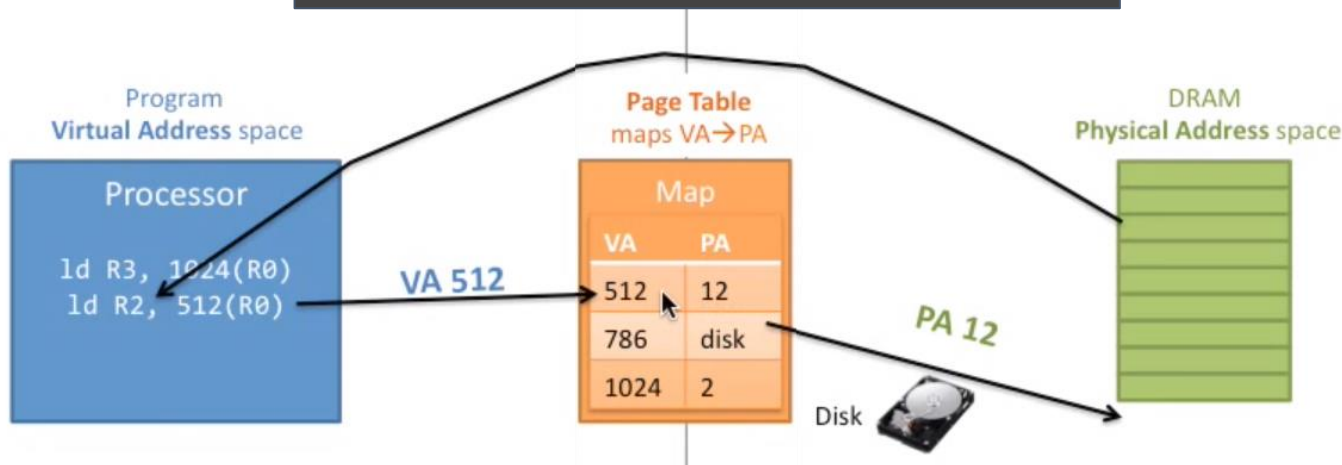 Program
Virtual Address space
Processor
ld R3, 1024(R0)
ld R2, 512(R0)
VA 512
Page Table
maps VA→PA
Map
VA PA
512 12
786 disk
1024 2
PA 12
Disk
DRAM
Physical Address space